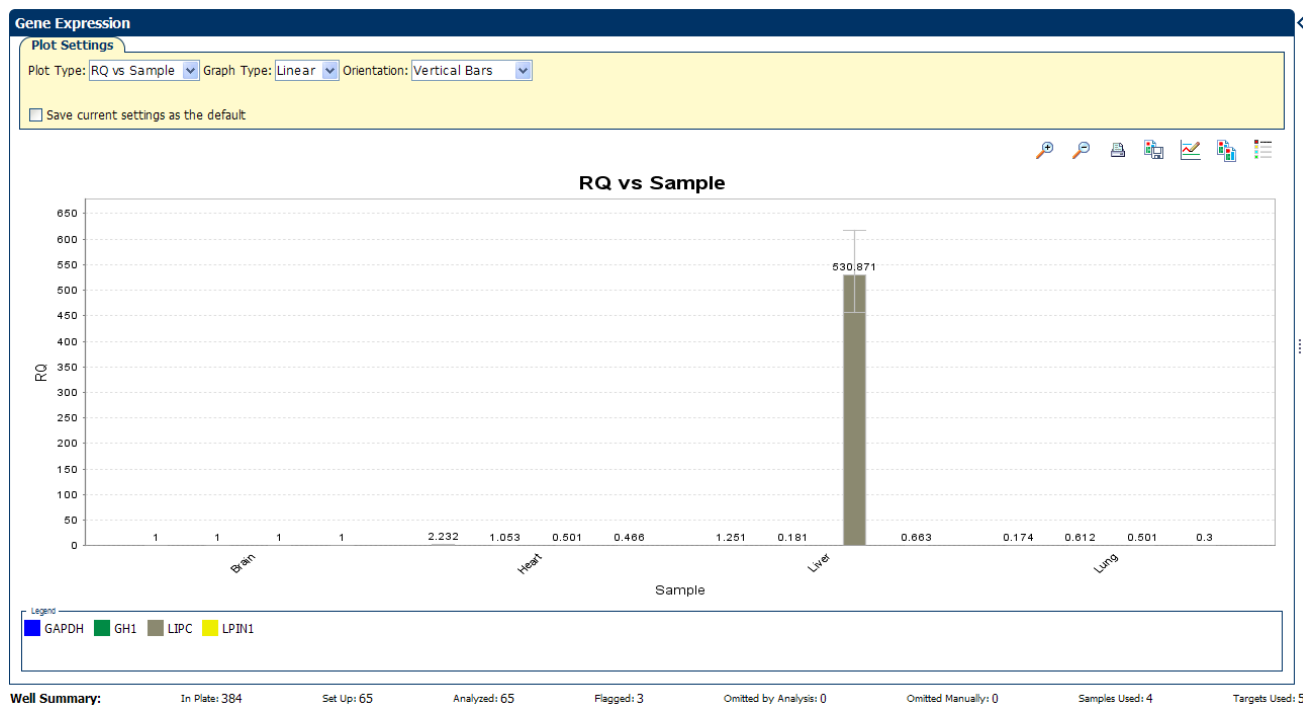 Gene Expression
Plot Settings
Plot Type: RQ vs Sample Graph Type: Linear Orientation: Vertical Bars
Save current settings as the default
RQ vs Sample
650
600
550
500
450
400
350
300
250
200
150
100
50
0
RQ
530.871
1 1 1 1 2.232 1.053 0.501 0.466 1.251 0.181 0.663 0.174 0.612 0.501 0.3
Brain Heart Liver Lung
Sample
Legend
GAPDH GH1 LIPC LPIN1
Well Summary: In Plate: 384 Set Up: 65 Analyzed: 65 Flagged: 3 Omitted by Analysis: 0 Omitted Manually: 0 Samples Used: 4 Targets Used: 5